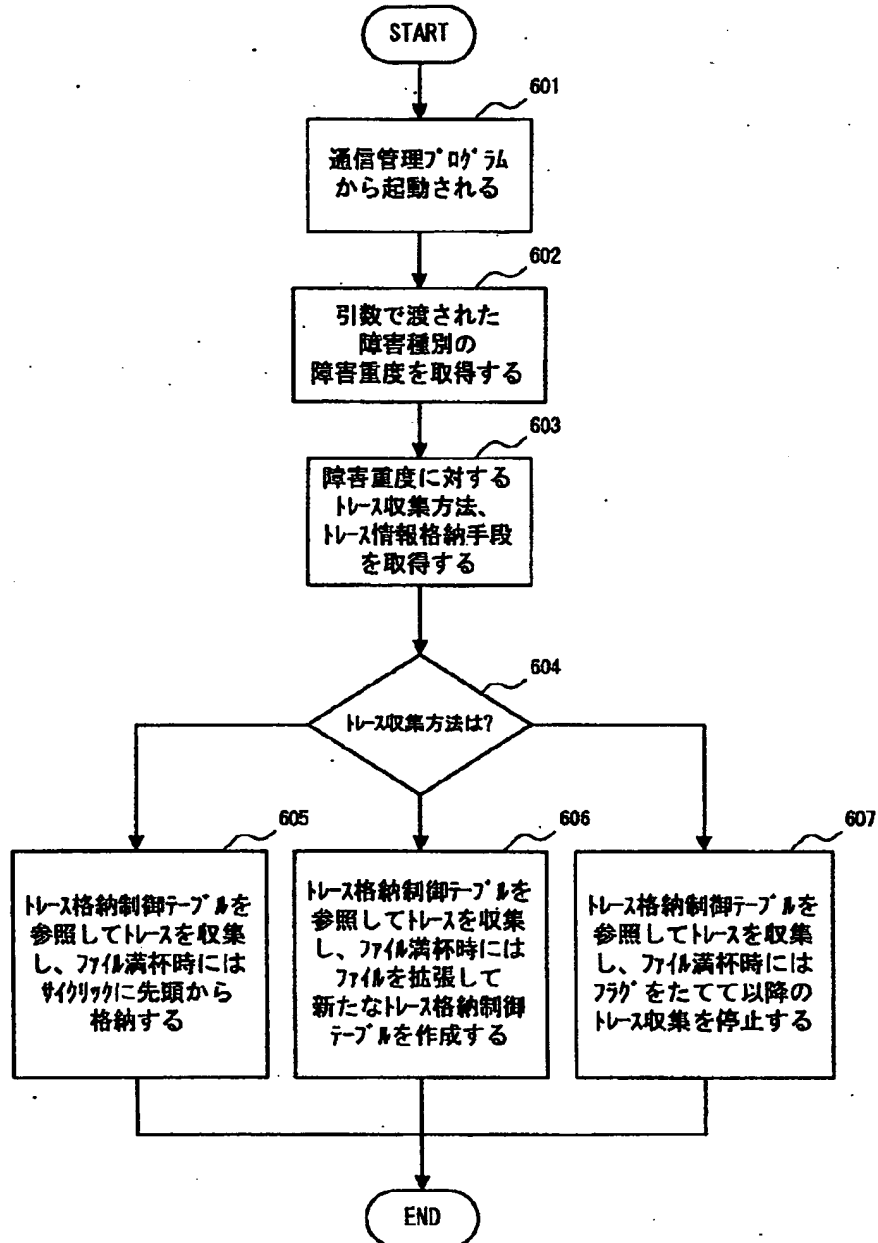 START
601
通信管理ﾌﾟﾛｸﾞﾗﾑ
から起動される
602
引数で渡された
障害種別の
障害重度を取得する
603
障害重度に対する
ﾄﾚｰｽ収集方法、
ﾄﾚｰｽ情報格納手段
を取得する
604
ﾄﾚｰｽ収集方法は?
605
ﾄﾚｰｽ格納制御ﾃｰﾌﾞﾙを
参照してﾄﾚｰｽを収集
し、ﾌｧｲﾙ満杯時には
ｻｲｸﾘｯｸに先頭から
格納する
606
ﾄﾚｰｽ格納制御ﾃｰﾌﾞﾙを
参照してﾄﾚｰｽを収集
し、ﾌｧｲﾙ満杯時には
ﾌｧｲﾙを拡張して
新たなﾄﾚｰｽ格納制御
ﾃｰﾌﾞﾙを作成する
607
ﾄﾚｰｽ格納制御ﾃｰﾌﾞﾙを
参照してﾄﾚｰｽを収集
し、ﾌｧｲﾙ満杯時には
ﾌﾗｸﾞをたてて以降の
ﾄﾚｰｽ収集を停止する
END